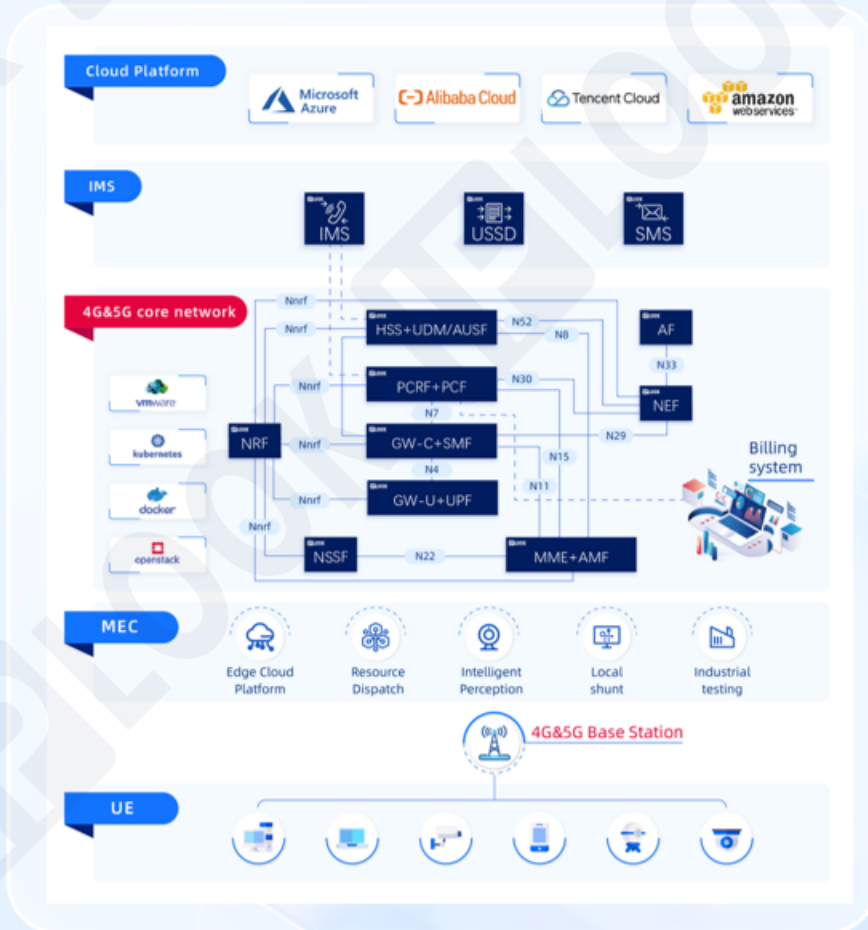 Cloud Platform
Microsoft
Azure
Alibaba Cloud
Tencent Cloud
amazon
webservices
IMS
IMS
USSD
SMS
4G&5G core network
Nnrf
Nnrf
HSS+UDM/AUSF
N52
N8
AF
N33
vmware
Nnrf
PCRF+PCF
N30
NEF
N7
kubernetes
NRF
Nnrf
GW-C+SMF
N29
Billing
system
N4
N15
N11
docker
Nnrf
GW-U+UPF
Nnrf
openstack
NSSF
N22
MME+AMF
MEC
Edge Cloud
Platform
Resource
Dispatch
Intelligent
Perception
Local
shunt
Industrial
testing
4G&5G Base Station
UE